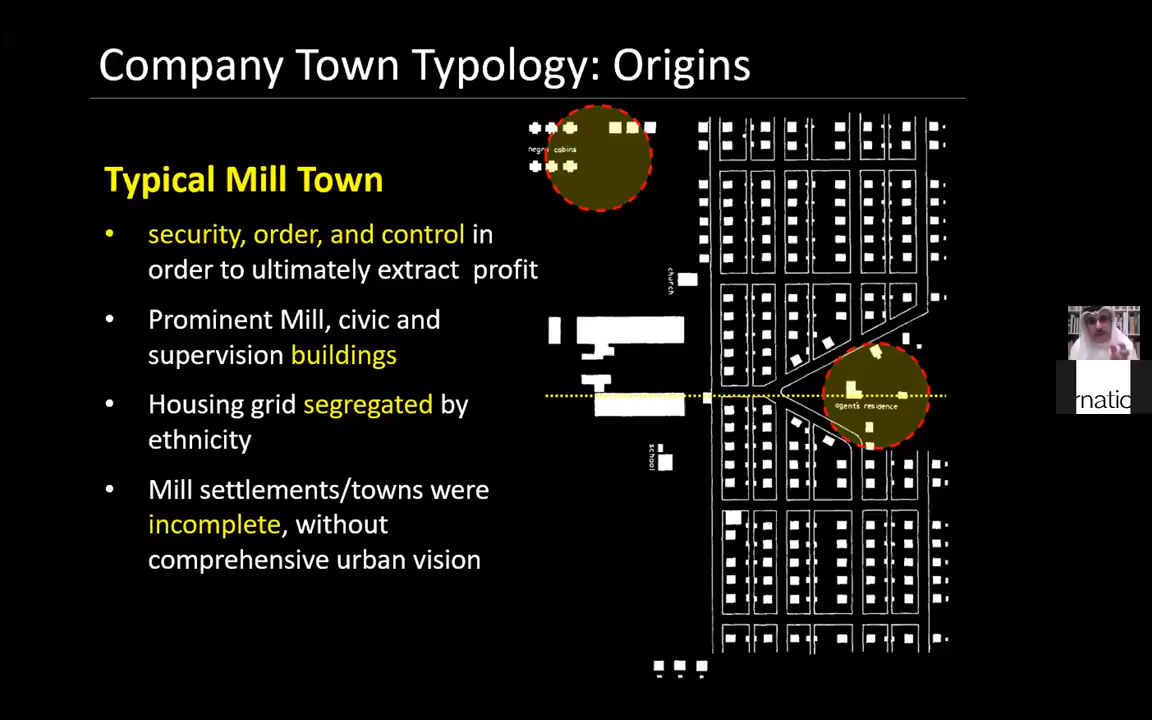 Company Town Typology: Origins
Typical Mill Town
• security, order, and control in
order to ultimately extract profit
• Prominent Mill, civic and
supervision buildings
• Housing grid segregated by
ethnicity
• Mill settlements/towns were
incomplete, without
comprehensive urban vision
negro cabins
church
agent's residence
school
rnatio